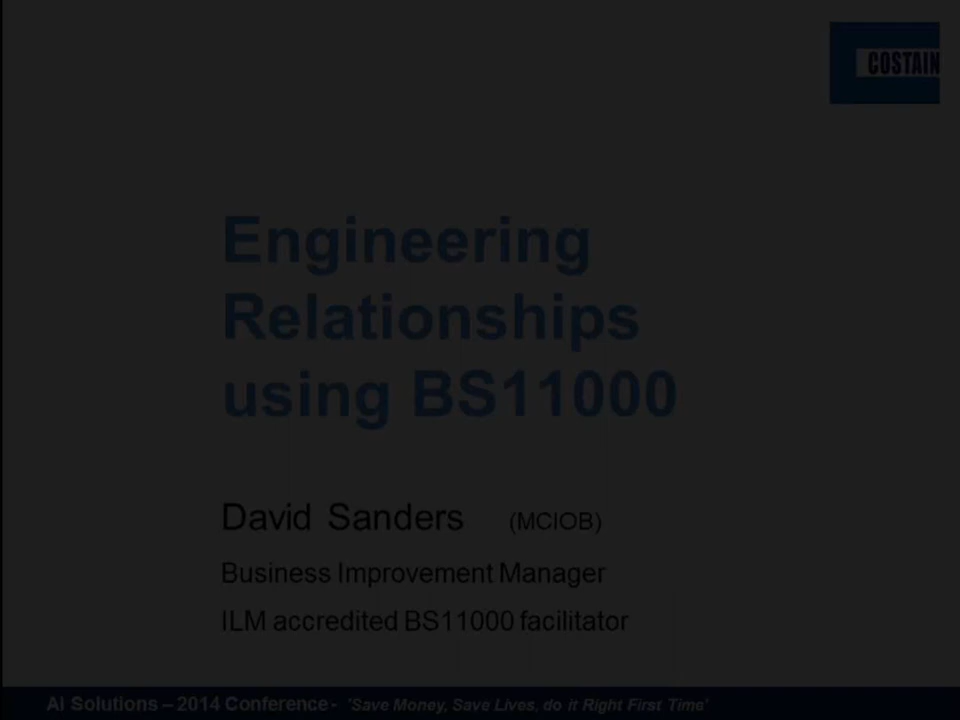 COSTAIN
Engineering
Relationships
using BS11000
David Sanders (MCIOB)
Business Improvement Manager
ILM accredited BS11000 facilitator
AI Solutions – 2014 Conference- 'Save Money, Save Lives, do it Right First Time'